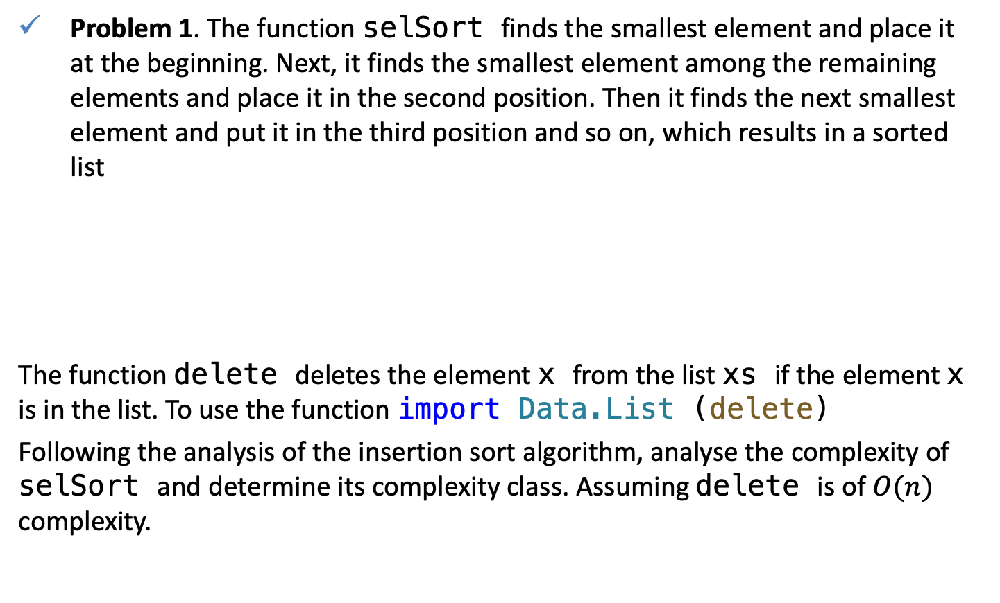 ✓ Problem 1. The function selSort finds the smallest element and place it
at the beginning. Next, it finds the smallest element among the remaining
elements and place it in the second position. Then it finds the next smallest
element and put it in the third position and so on, which results in a sorted
list
The function delete deletes the element x from the list xs if the element x
is in the list. To use the function import Data.List (delete)
Following the analysis of the insertion sort algorithm, analyse the complexity of
selSort and determine its complexity class. Assuming delete is of O(n)
complexity.